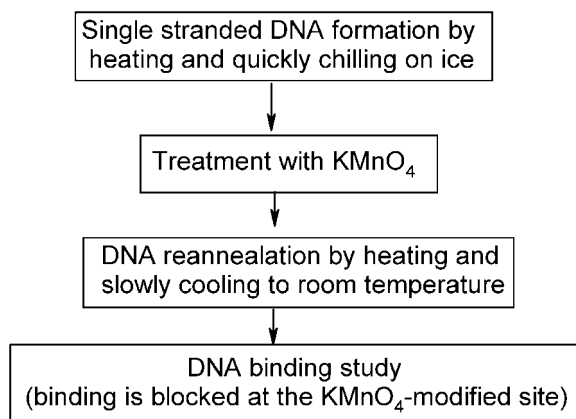 Single stranded DNA formation by
heating and quickly chilling on ice
Treatment with KMnO₄
DNA reannealation by heating and
slowly cooling to room temperature
DNA binding study
(binding is blocked at the KMnO₄-modified site)